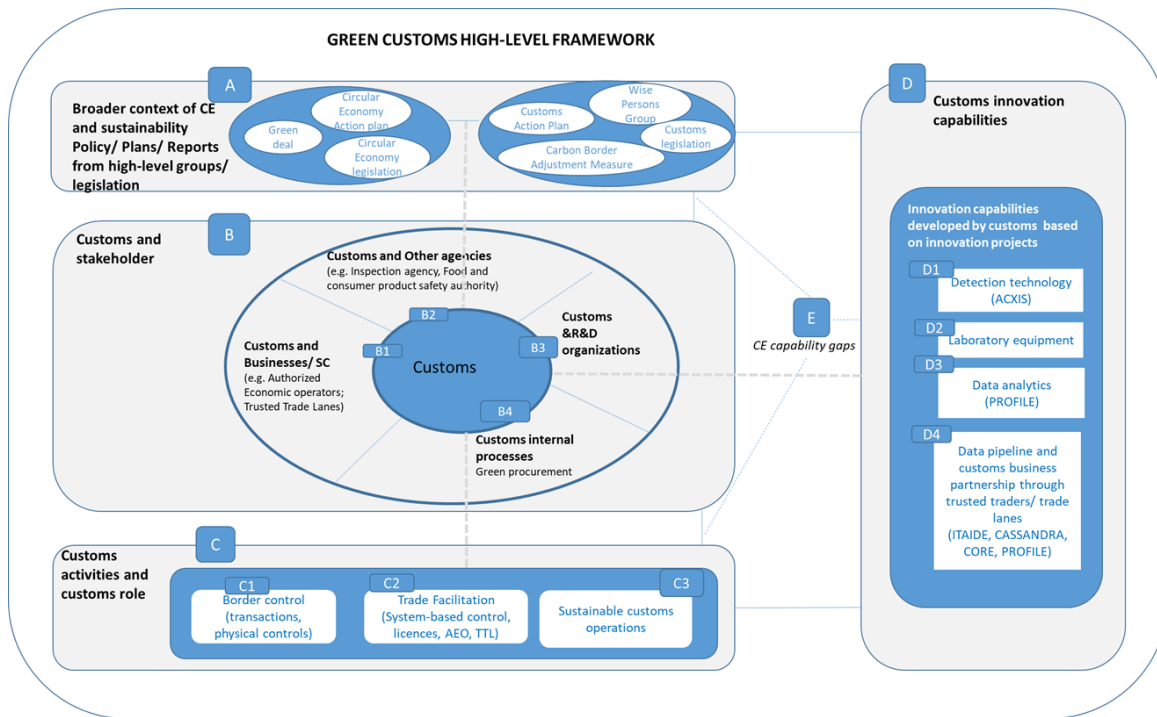 GREEN CUSTOMS HIGH-LEVEL FRAMEWORK
A
Broader context of CE
and sustainability
Policy/ Plans/ Reports
from high-level groups/
legislation
Green
deal
Circular
Economy
Action plan
Circular
Economy
legislation
Customs
Action Plan
Wise
Persons
Group
Customs
legislation
Carbon Border
Adjustment Measure
B
Customs and
stakeholder
Customs and Other agencies
(e.g. Inspection agency, Food and
consumer product safety authority)
B2
B1
Customs and
Businesses/ SC
(e.g. Authorized
Economic operators;
Trusted Trade Lanes)
Customs
B3
Customs
&R&D
organizations
B4
Customs internal
processes
Green procurement
C
Customs
activities and
customs role
C1
Border control
(transactions,
physical controls)
C2
Trade Facilitation
(System-based control,
licences, AEO, TTL)
C3
Sustainable customs
operations
E
CE capability gaps
D
Customs innovation
capabilities
Innovation capabilities
developed by customs based
on innovation projects
D1
Detection technology
(ACXIS)
D2
Laboratory equipment
D3
Data analytics
(PROFILE)
D4
Data pipeline and
customs business
partnership through
trusted traders/ trade
lanes
(ITAIDE, CASSANDRA,
CORE, PROFILE)